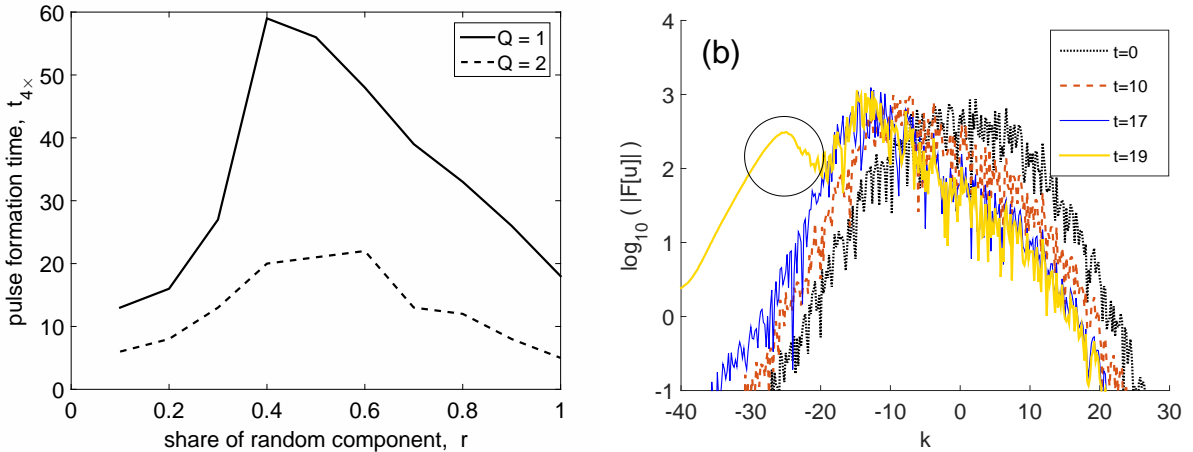 60
50
40
30
20
10
0
pulse formation time, t4×
0
0.2
0.4
0.6
0.8
1
share of random component, r
Q = 1
Q = 2
(b)
4
3
2
1
0
-1
log10 ( |F[u]| )
-40
-30
-20
-10
0
10
20
30
k
t=0
t=10
t=17
t=19